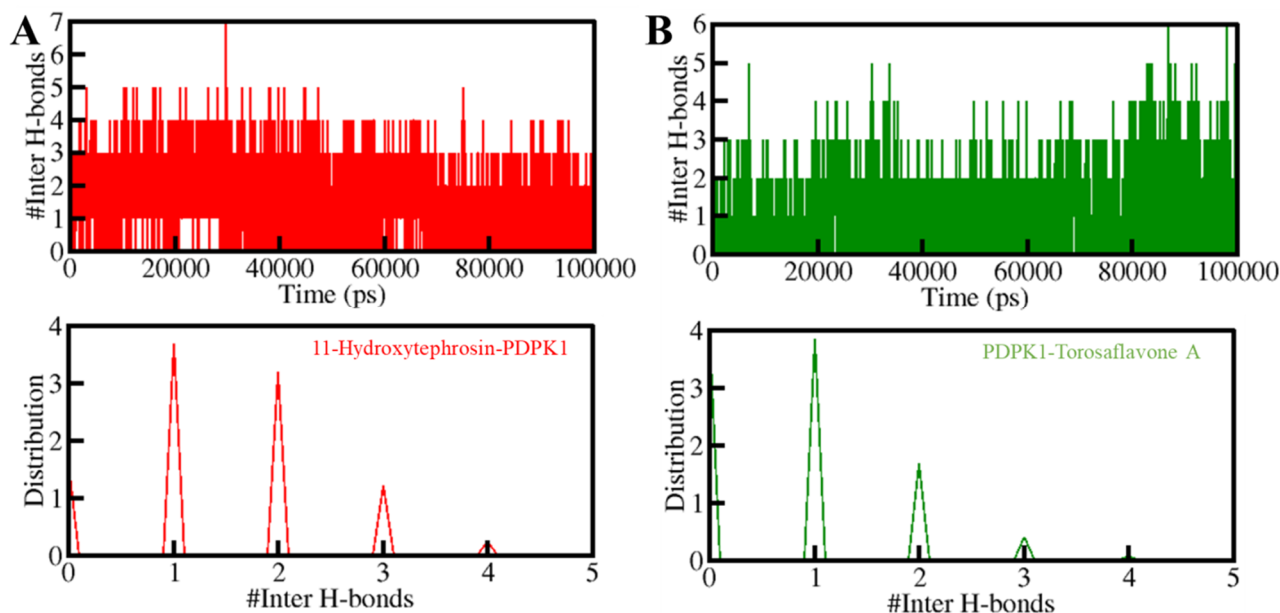 A
#Inter H-bonds
7
6
5
4
3
2
1
0
0 20000 40000 60000 80000 100000
Time (ps)
B
#Inter H-bonds
6
5
4
3
2
1
0
0 20000 40000 60000 80000 100000
Time (ps)
11-Hydroxytephrosin-PDPK1
Distribution
4
3
2
1
0
0 1 2 3 4 5
#Inter H-bonds
PDPK1-Torosaflavone A
Distribution
4
3
2
1
0
0 1 2 3 4 5
#Inter H-bonds